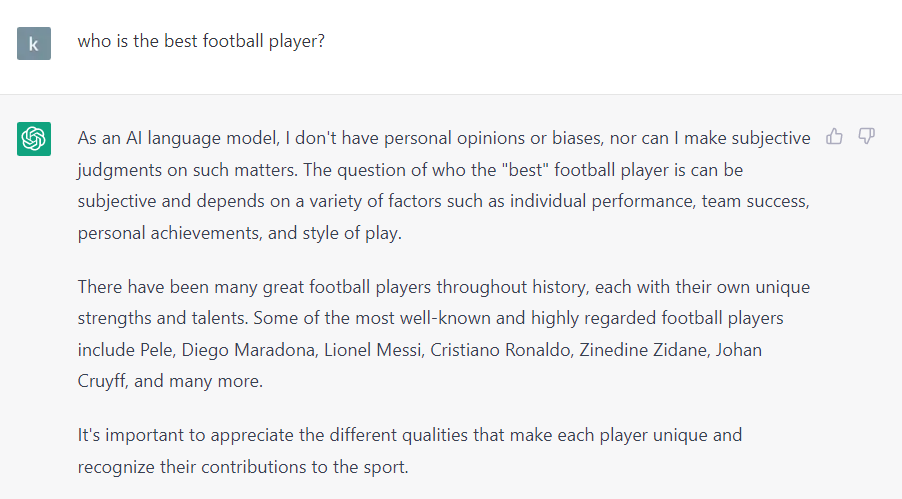 k
who is the best football player?
As an AI language model, I don't have personal opinions or biases, nor can I make subjective
judgments on such matters. The question of who the "best" football player is can be
subjective and depends on a variety of factors such as individual performance, team success,
personal achievements, and style of play.
There have been many great football players throughout history, each with their own unique
strengths and talents. Some of the most well-known and highly regarded football players
include Pele, Diego Maradona, Lionel Messi, Cristiano Ronaldo, Zinedine Zidane, Johan
Cruyff, and many more.
It's important to appreciate the different qualities that make each player unique and
recognize their contributions to the sport.